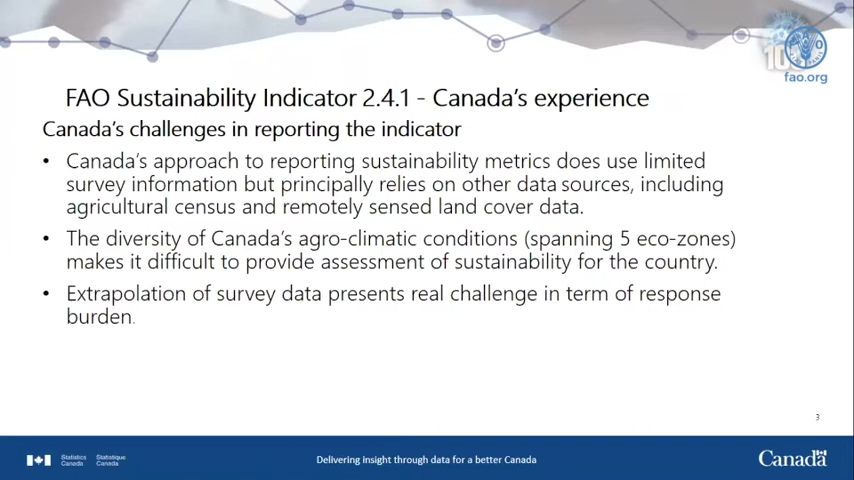 fao.org
FAO Sustainability Indicator 2.4.1 - Canada's experience
Canada's challenges in reporting the indicator
• Canada's approach to reporting sustainability metrics does use limited
survey information but principally relies on other data sources, including
agricultural census and remotely sensed land cover data.
• The diversity of Canada's agro-climatic conditions (spanning 5 eco-zones)
makes it difficult to provide assessment of sustainability for the country.
• Extrapolation of survey data presents real challenge in term of response
burden.
3
Statistics Statistique
Canada Canada
Delivering insight through data for a better Canada
Canada